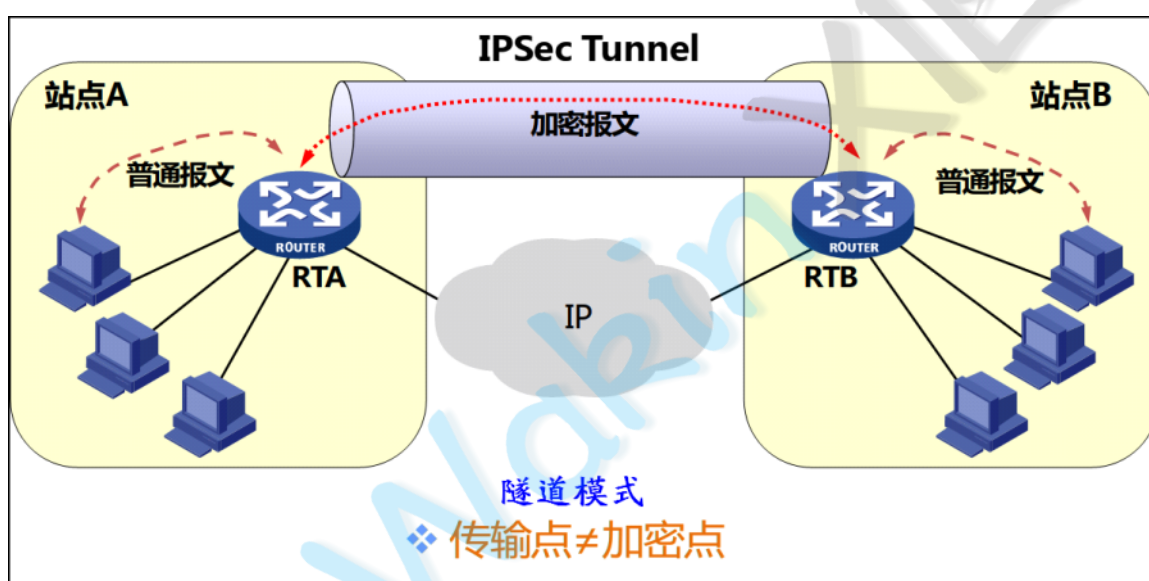 IPSec Tunnel
站点A
站点B
加密报文
普通报文
普通报文
ROUTER
ROUTER
RTA
RTB
IP
隧道模式
传输点≠加密点